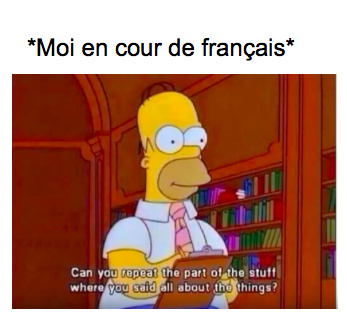 *Moi en cour de français*
Can you repeat the part of the stuff
where you said all about the things?